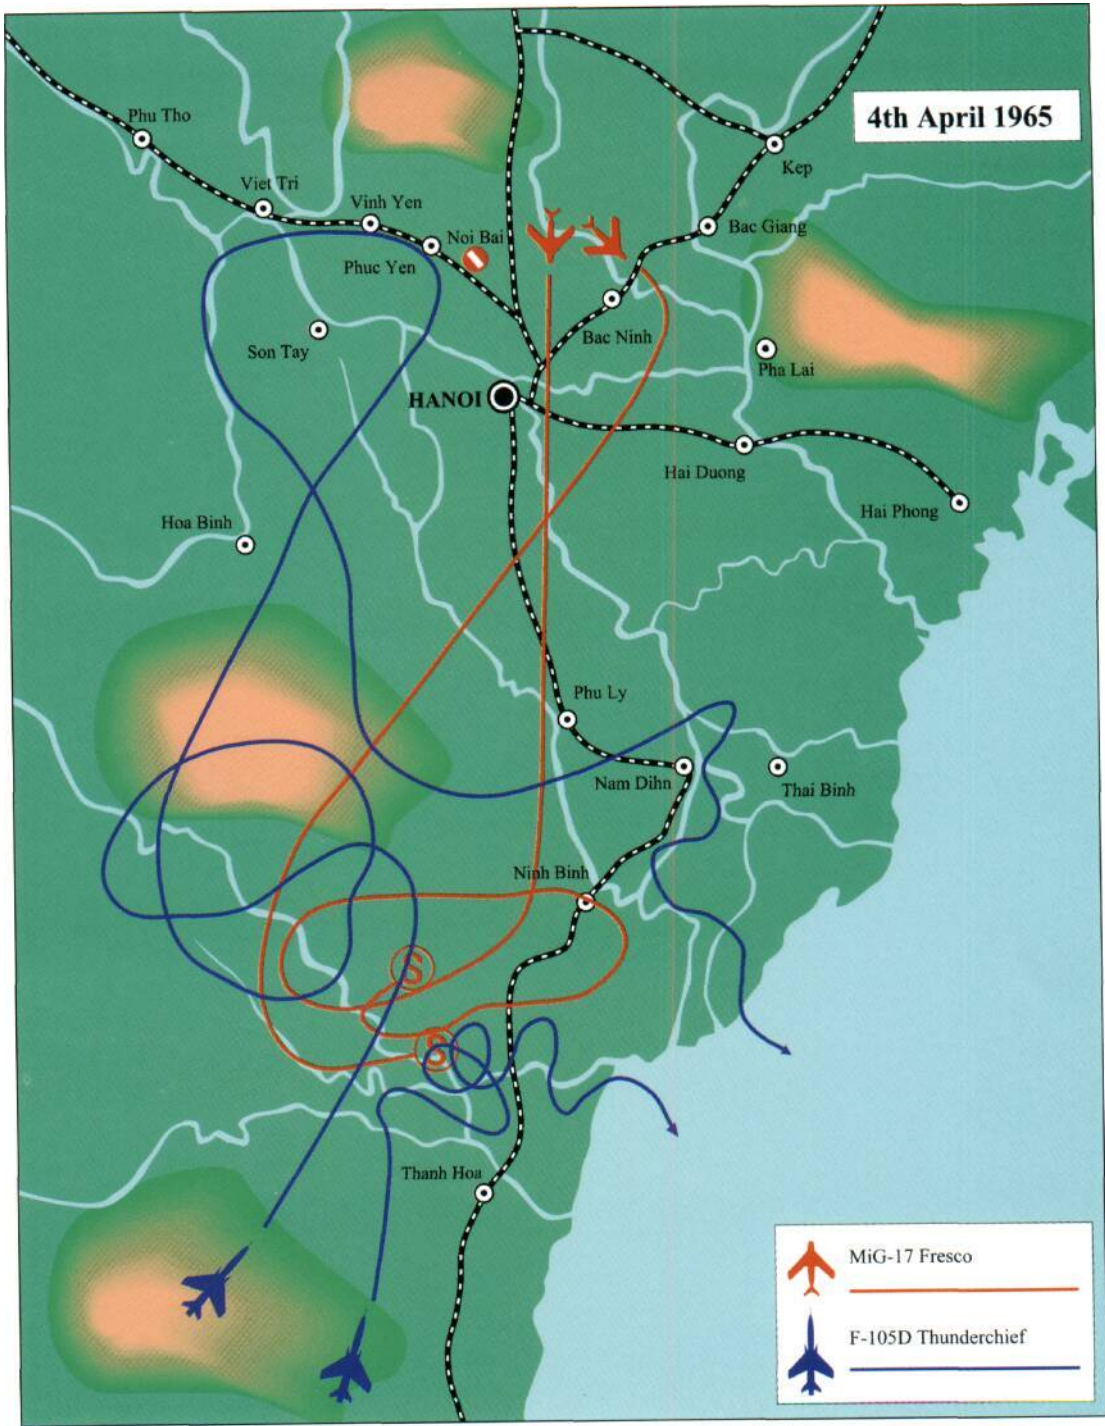 4th April 1965
Phu Tho
Kep
Viet Tri
Vinh Yen
Noi Bai
Bac Giang
Phuc Yen
Son Tay
Bac Ninh
Pha Lai
HANOI
Hai Duong
Hai Phong
Hoa Binh
Phu Ly
Nam Dihn
Thai Binh
Ninh Binh
S
S
Thanh Hoa
MiG-17 Fresco
F-105D Thunderchief